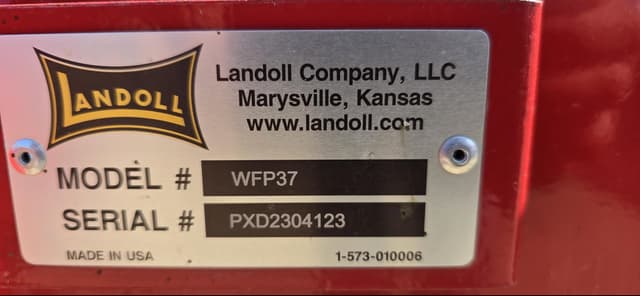 LANDOLL
Landoll Company, LLC
Marysville, Kansas
www.landoll.com
MODEL # WFP37
SERIAL # PXD2304123
MADE IN USA 1-573-010006